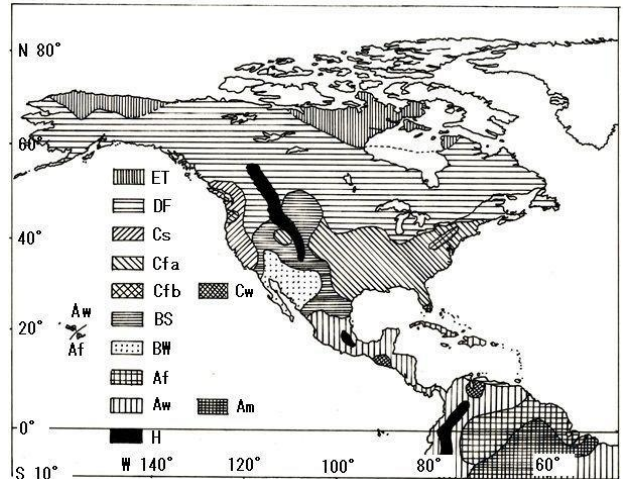 N 80°
60°
ET
DF
Cs
40°
Cfa
Cfb
Cw
Aw
BS
20°
BW
Af
Af
Aw
Am
0°
H
S 10°
W 140°
120°
100°
80°
60°